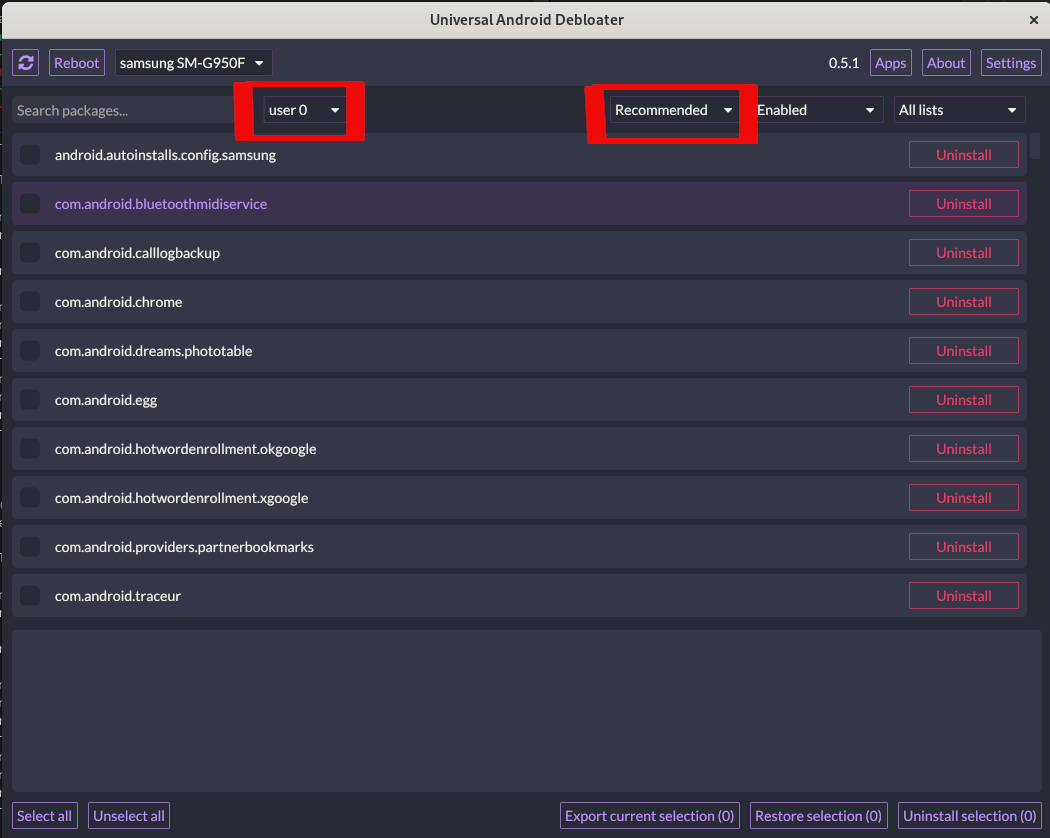 Universal Android Debloater
Reboot samsung SM-G950F 0.5.1 Apps About Settings
Search packages... user 0 Recommended Enabled All lists
android.autoinstalls.config.samsung Uninstall
com.android.bluetoothmidiservice Uninstall
com.android.calllogbackup Uninstall
com.android.chrome Uninstall
com.android.dreams.phototable Uninstall
com.android.egg Uninstall
com.android.hotwordenrollment.okgoogle Uninstall
com.android.hotwordenrollment.xgoogle Uninstall
com.android.providers.partnerbookmarks Uninstall
com.android.traceur Uninstall
Select all Unselect all Export current selection (0) Restore selection (0) Uninstall selection (0)